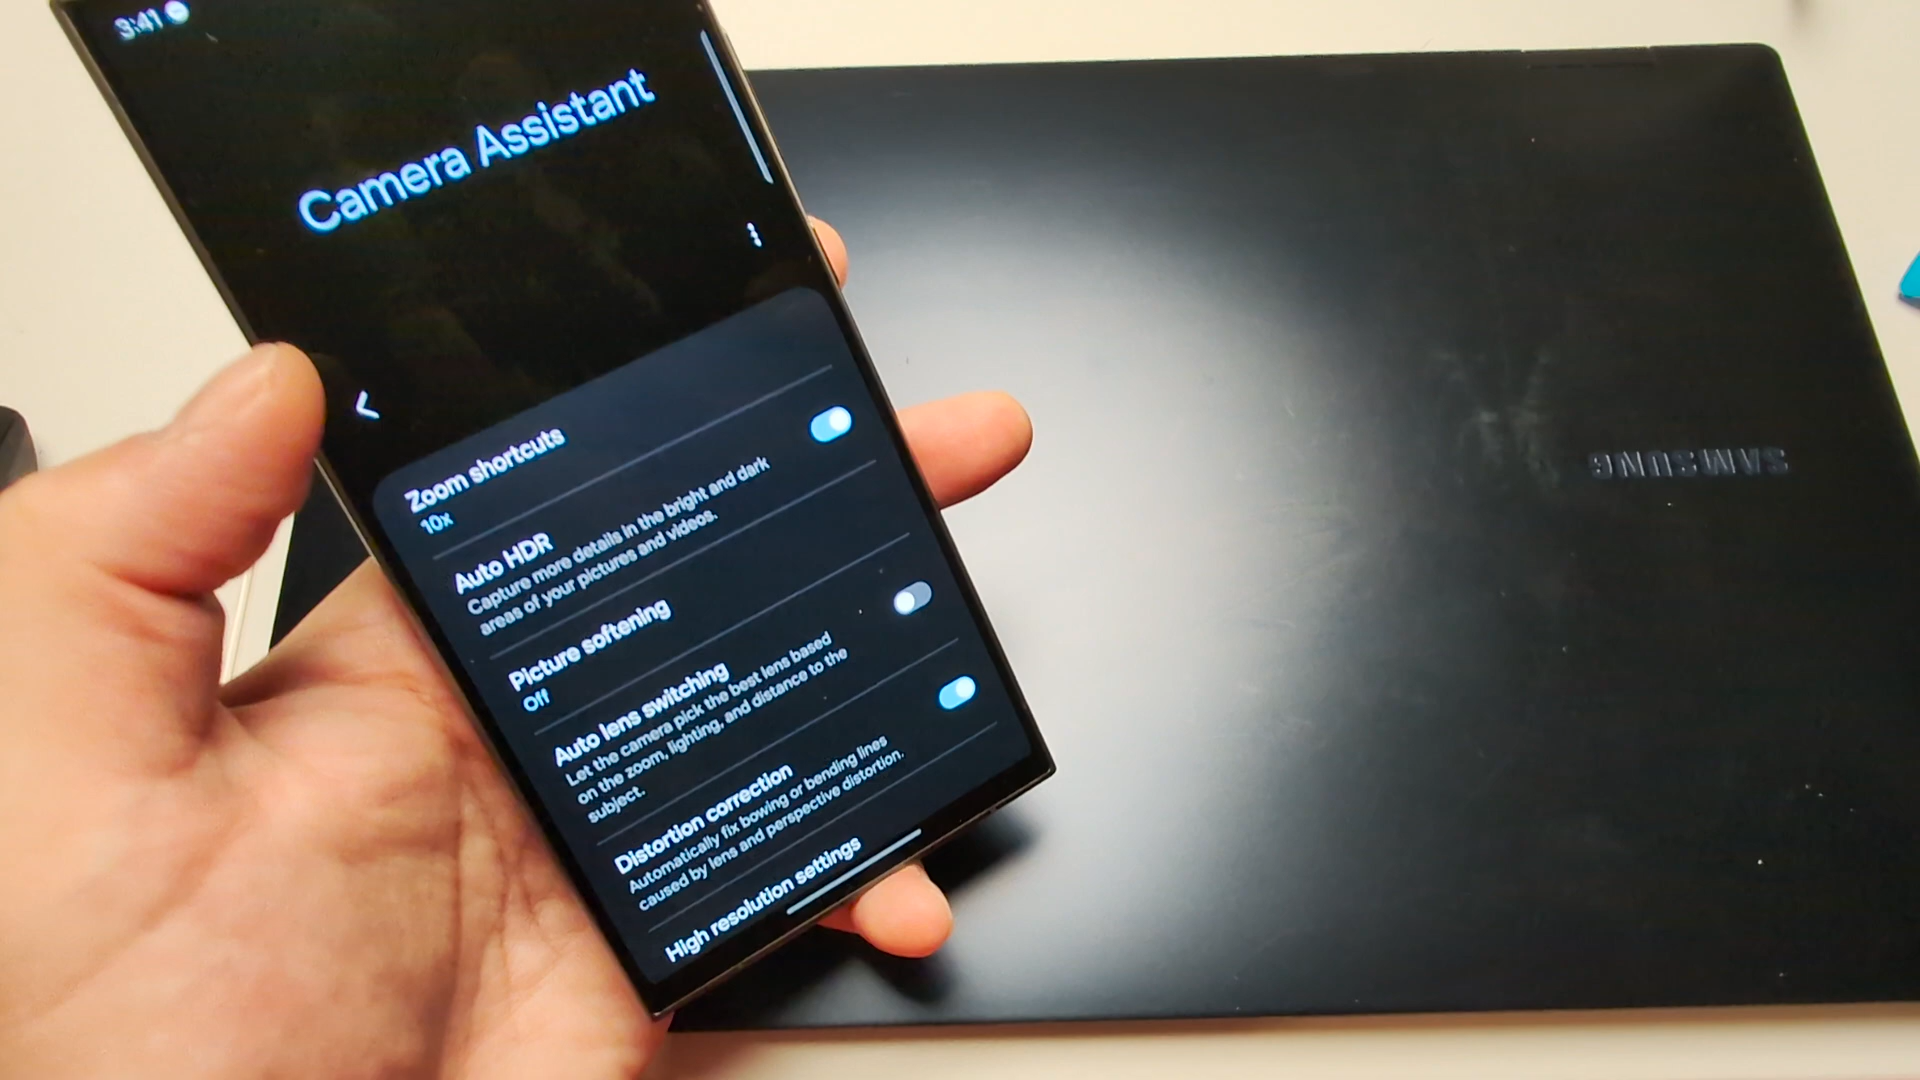 3:41
Camera Assistant
Zoom shortcuts
10x
Auto HDR
Capture more details in the bright and dark
areas of your pictures and videos.
Picture softening
Off
Auto lens switching
Let the camera pick the best lens based
on the zoom, lighting, and distance to the
subject.
Distortion correction
Automatically fix bowing or bending lines
caused by lens and perspective distortion.
High resolution settings
SAMSUNG